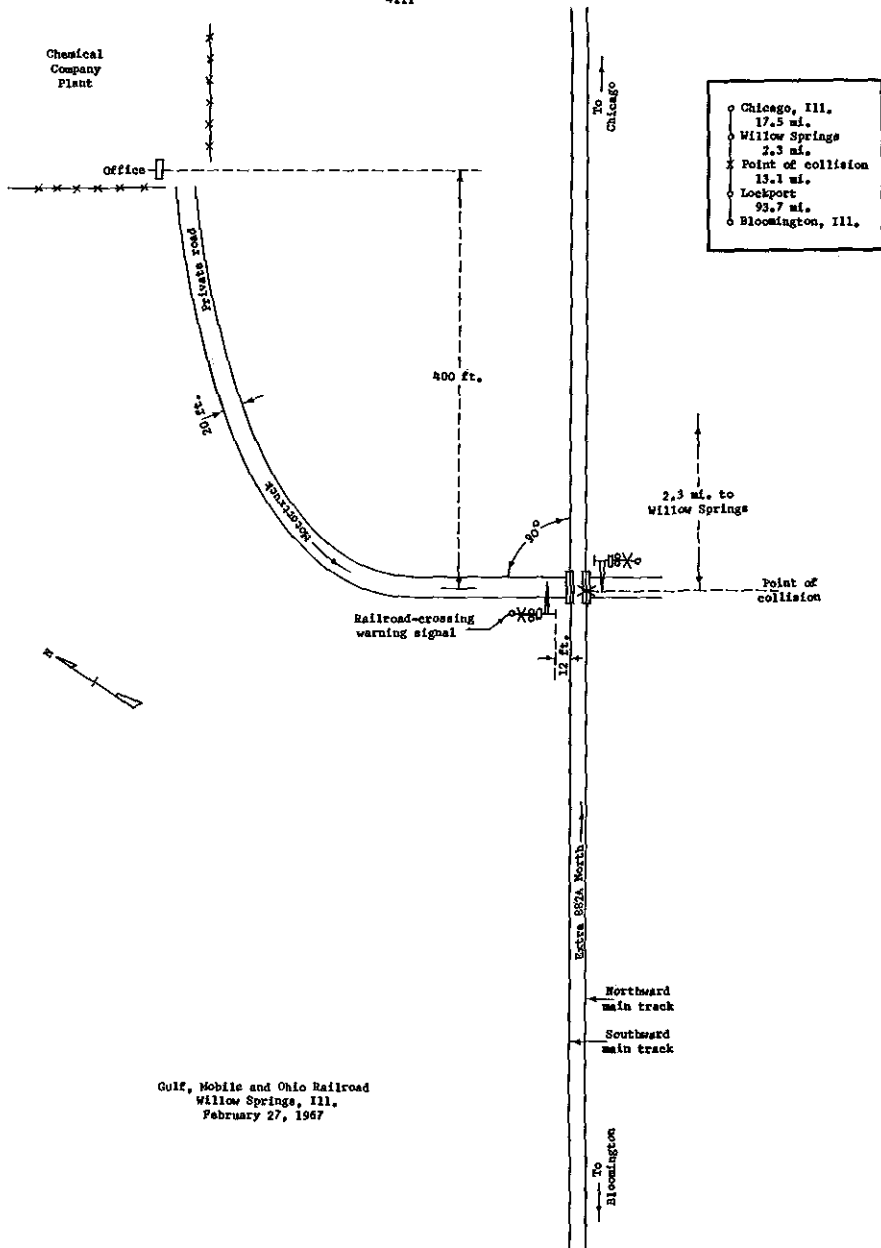 4111
Chemical
Company
Plant
To
Chicago
Chicago, Ill.
17.5 mi.
Willow Springs
2.3 mi.
Point of collision
13.1 mi.
Lockport
93.7 mi.
Bloomington, Ill.
Office
Private road
400 ft.
20 ft.
Motortruck
90°
2.3 mi. to
Willow Springs
Point of
collision
Railroad-crossing
warning signal
12 ft.
N
Extra 882A North
Northward
main track
Southward
main track
Gulf, Mobile and Ohio Railroad
Willow Springs, Ill.
February 27, 1967
To
Bloomington